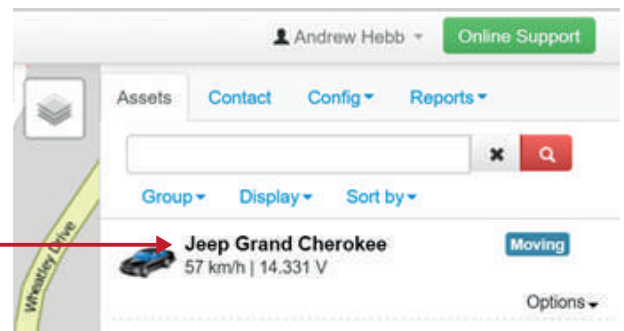 Andrew Hebb
Online Support
Assets Contact Config Reports
Group Display Sort by
Jeep Grand Cherokee Moving
57 km/h | 14.331 V
Options
Wheatley Drive